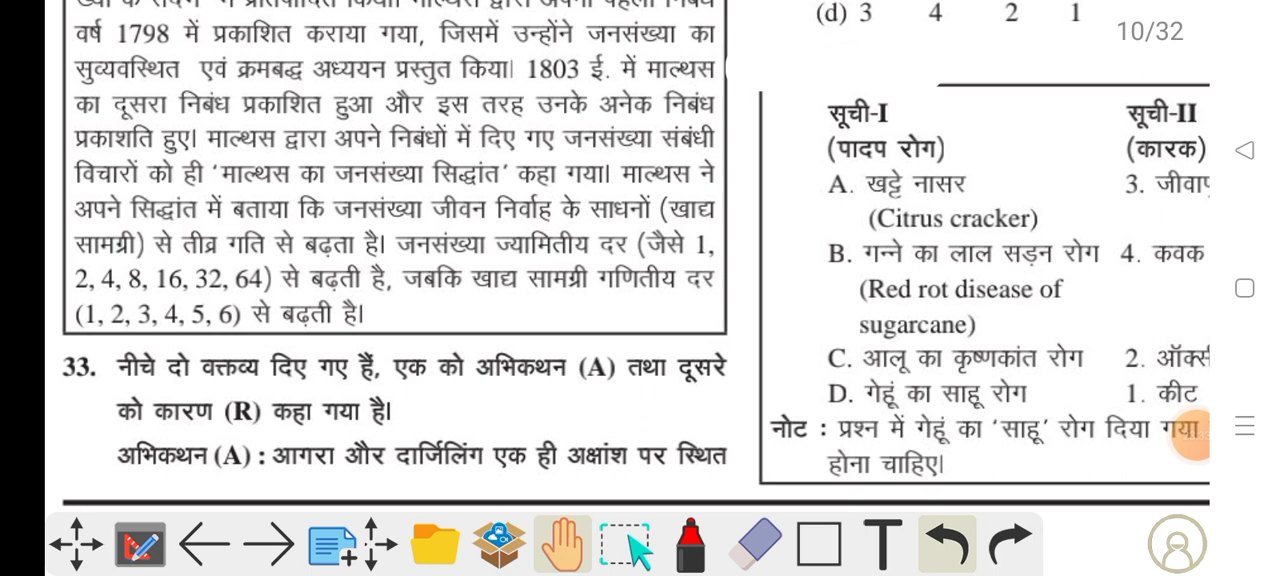 वर्ष 1798 में प्रकाशित कराया गया, जिसमें उन्होंने जनसंख्या का
सुव्यवस्थित एवं क्रमबद्ध अध्ययन प्रस्तुत किया। 1803 ई. में माल्थस
का दूसरा निबंध प्रकाशित हुआ और इस तरह उनके अनेक निबंध
प्रकाशति हुए। माल्थस द्वारा अपने निबंधों में दिए गए जनसंख्या संबंधी
विचारों को ही ‘माल्थस का जनसंख्या सिद्धांत’ कहा गया। माल्थस ने
अपने सिद्धांत में बताया कि जनसंख्या जीवन निर्वाह के साधनों (खाद्य
सामग्री) से तीव्र गति से बढ़ता है। जनसंख्या ज्यामितीय दर (जैसे 1,
2, 4, 8, 16, 32, 64) से बढ़ती है, जबकि खाद्य सामग्री गणितीय दर
(1, 2, 3, 4, 5, 6) से बढ़ती है।
33. नीचे दो वक्तव्य दिए गए हैं, एक को अभिकथन (A) तथा दूसरे
को कारण (R) कहा गया है।
अभिकथन (A) : आगरा और दार्जिलिंग एक ही अक्षांश पर स्थित
(d) 3 4 2 1
10/32
सूची-I सूची-II
(पादप रोग) (कारक)
A. खट्टे नासर 3.
(Citrus cracker)
B. गन्ने का लाल सड़न रोग 4. कवक
(Red rot disease of
sugarcane)
C. आलू का कृष्णकांत रोग 2.
D. गेहूं का साहू रोग 1. कीट
नोट : प्रश्न में गेहूं का ‘साहू’ रोग दिया गया
होना चाहिए।
T